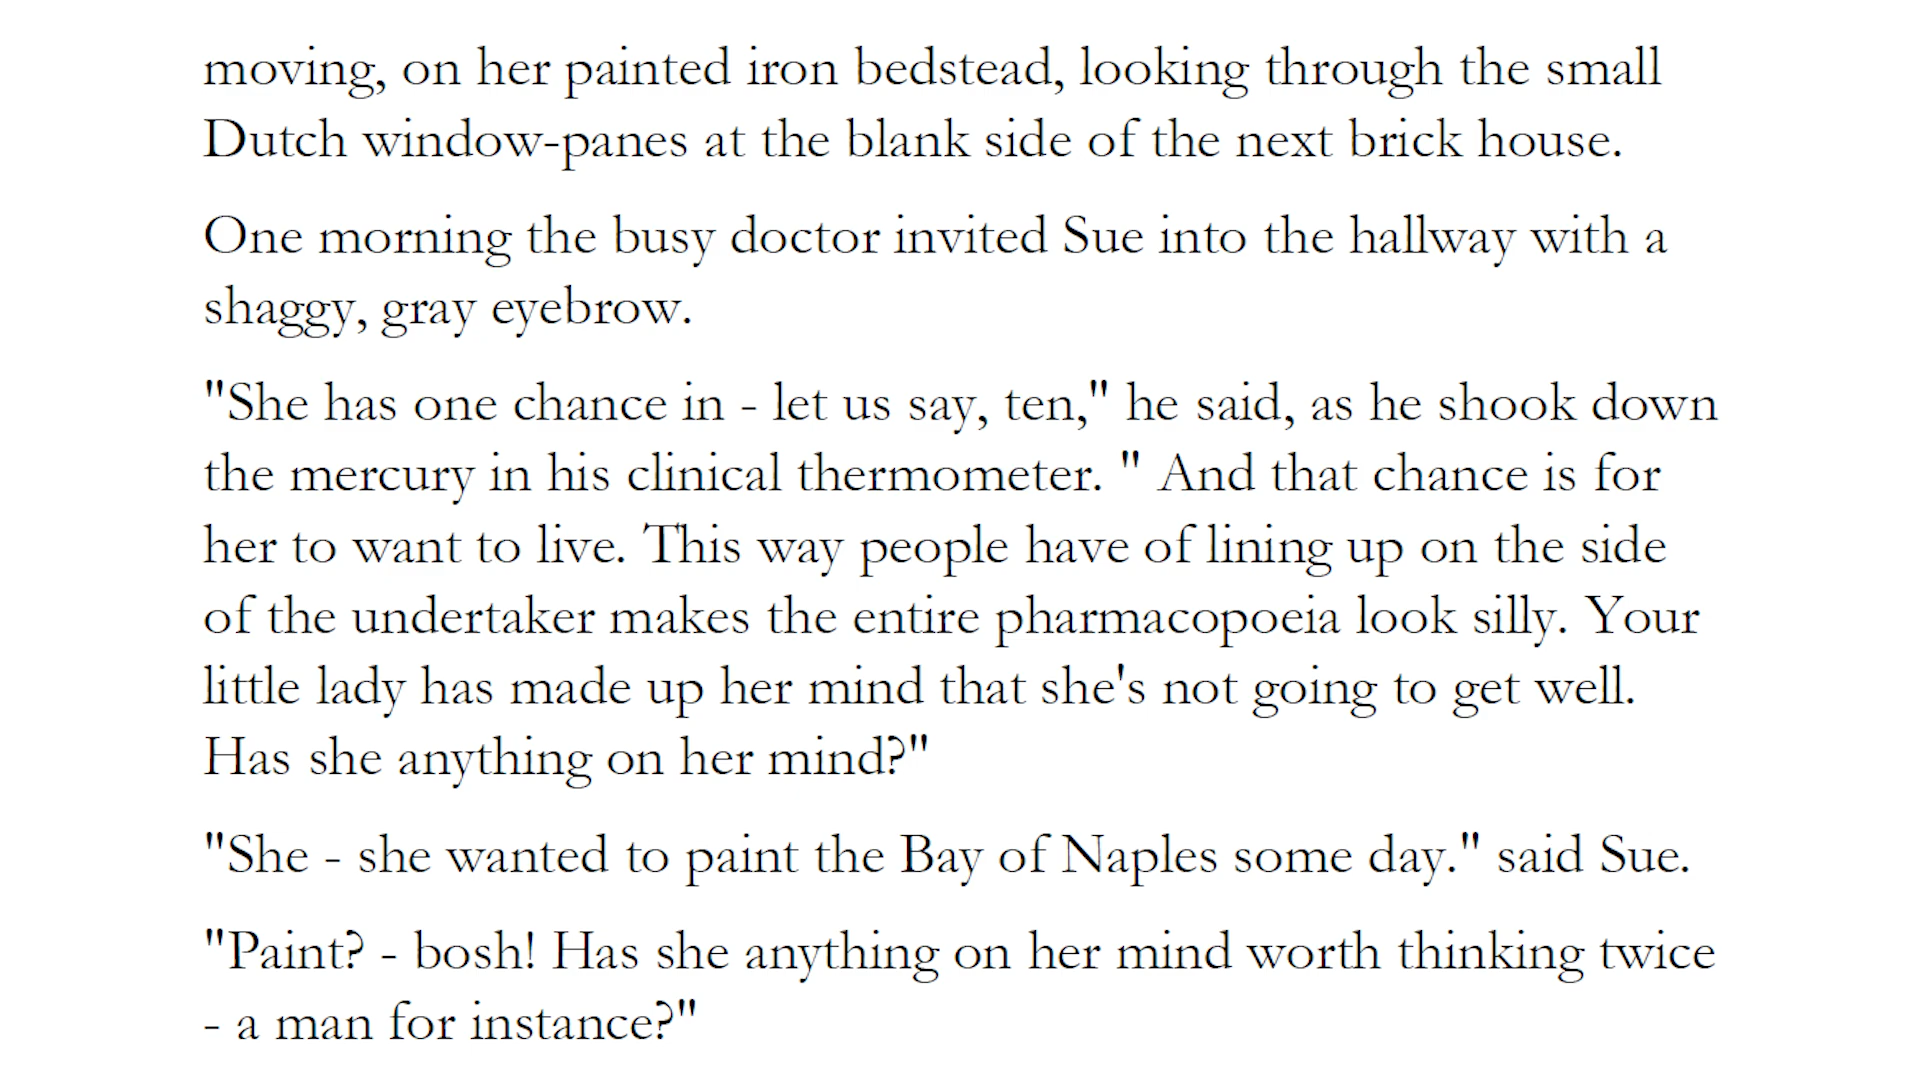 moving, on her painted iron bedstead, looking through the small
Dutch window-panes at the blank side of the next brick house.
One morning the busy doctor invited Sue into the hallway with a
shaggy, gray eyebrow.
"She has one chance in - let us say, ten," he said, as he shook down
the mercury in his clinical thermometer. " And that chance is for
her to want to live. This way people have of lining up on the side
of the undertaker makes the entire pharmacopoeia look silly. Your
little lady has made up her mind that she's not going to get well.
Has she anything on her mind?"
"She - she wanted to paint the Bay of Naples some day." said Sue.
"Paint? - bosh! Has she anything on her mind worth thinking twice
- a man for instance?"